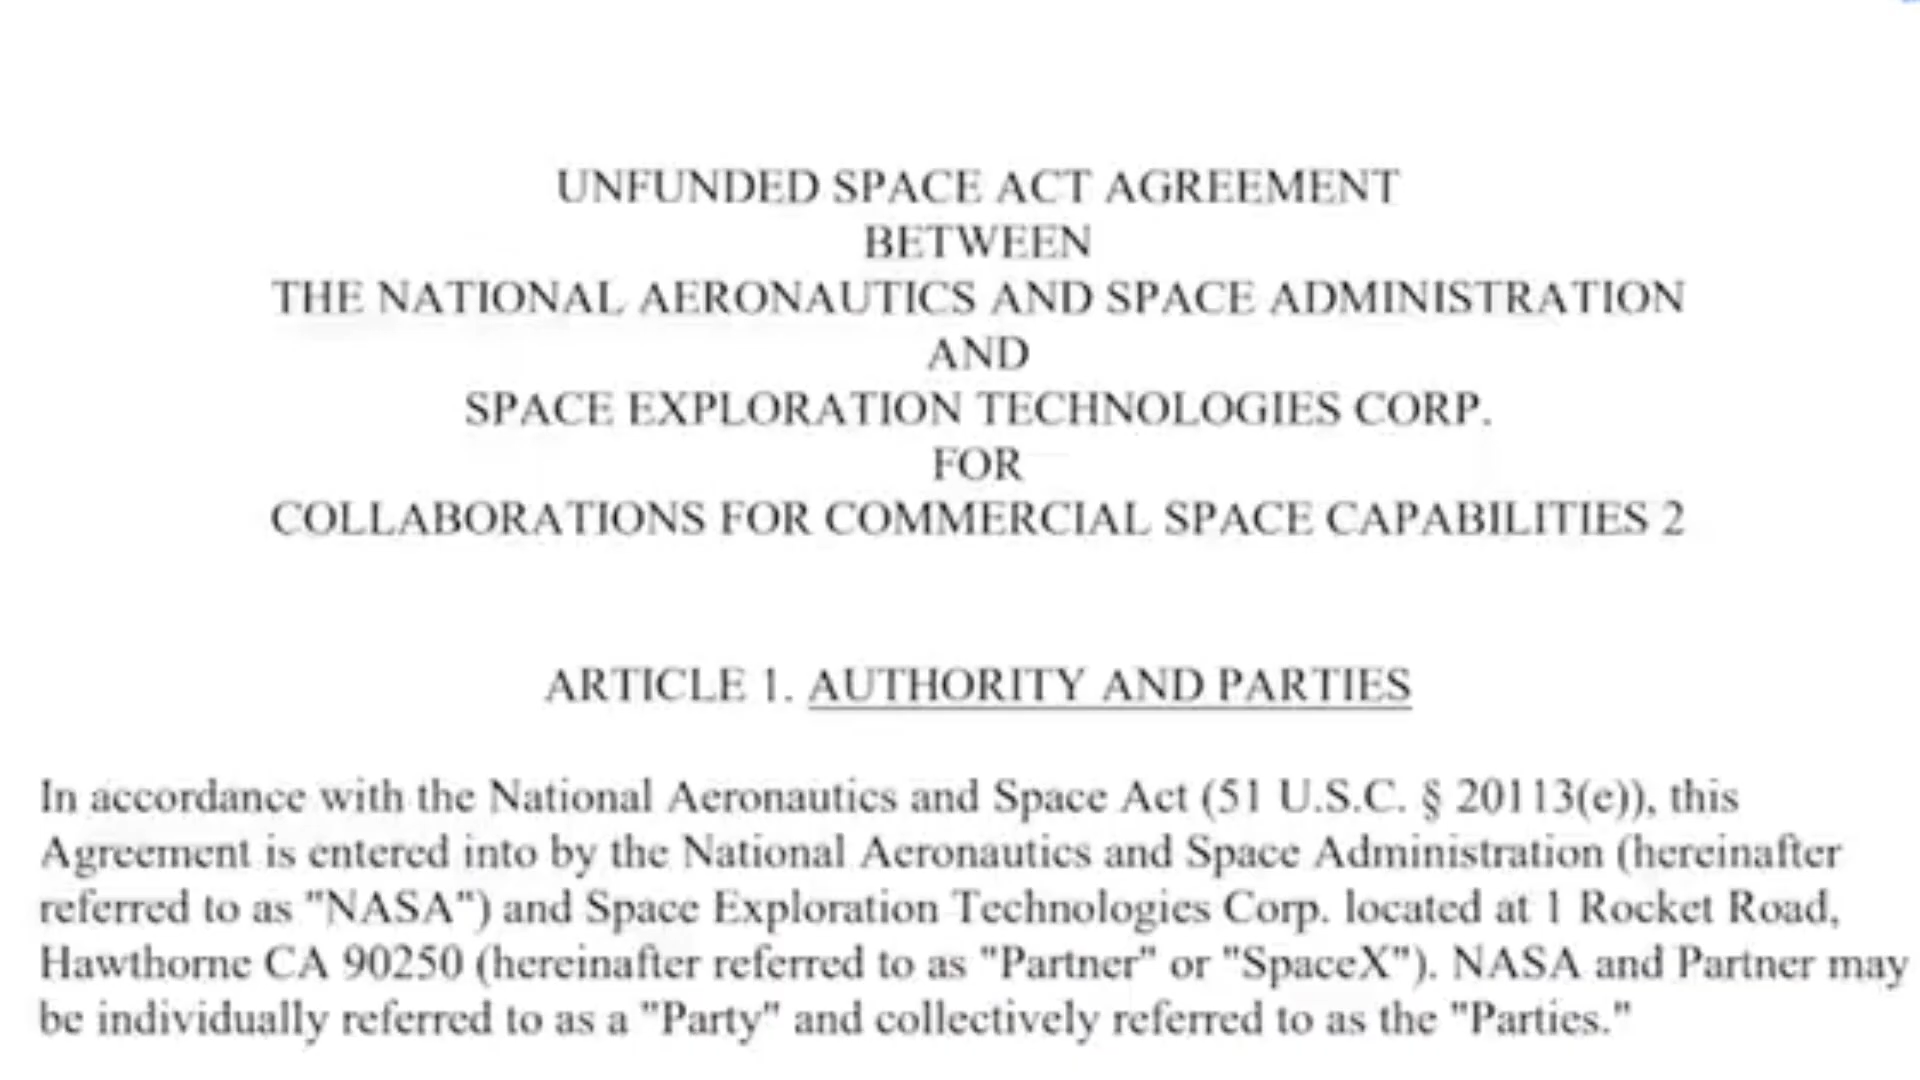 UNFUNDED SPACE ACT AGREEMENT
BETWEEN
THE NATIONAL AERONAUTICS AND SPACE ADMINISTRATION
AND
SPACE EXPLORATION TECHNOLOGIES CORP.
FOR
COLLABORATIONS FOR COMMERCIAL SPACE CAPABILITIES 2
ARTICLE 1. AUTHORITY AND PARTIES
In accordance with the National Aeronautics and Space Act (51 U.S.C. § 20113(e)), this
Agreement is entered into by the National Aeronautics and Space Administration (hereinafter
referred to as "NASA") and Space Exploration Technologies Corp. located at 1 Rocket Road,
Hawthorne CA 90250 (hereinafter referred to as "Partner" or "SpaceX"). NASA and Partner may
be individually referred to as a "Party" and collectively referred to as the "Parties."